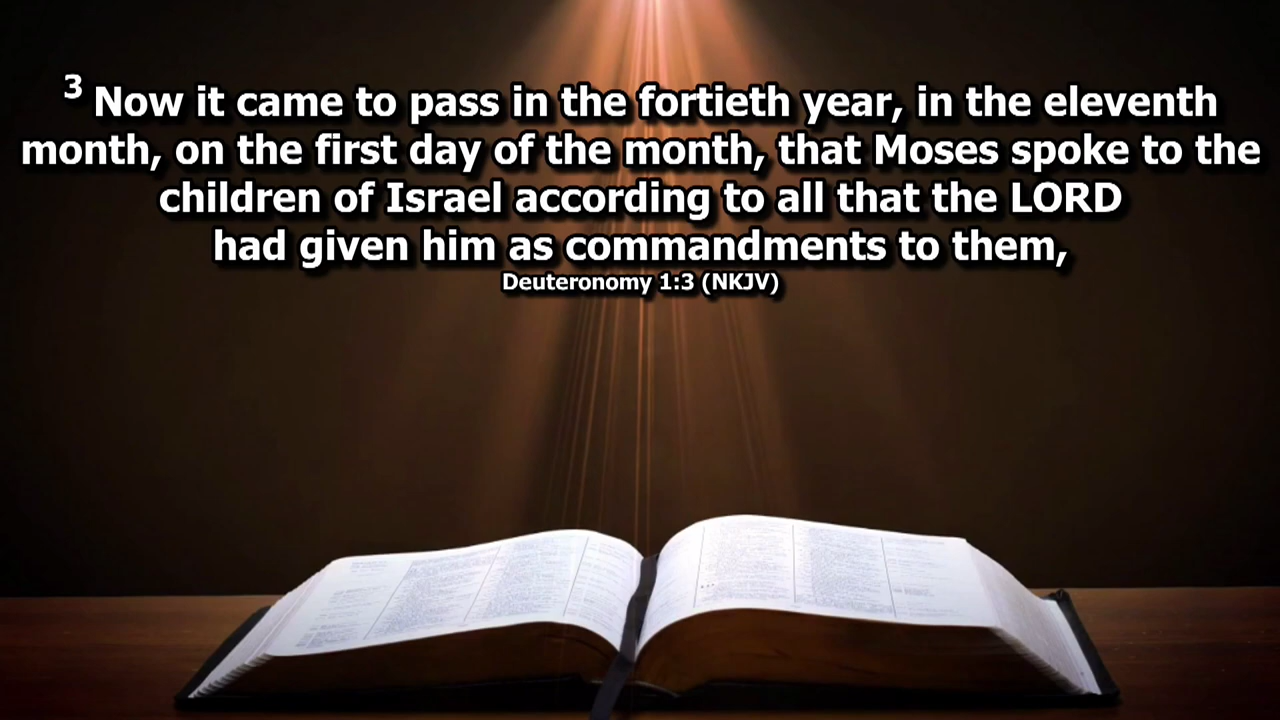 3 Now it came to pass in the fortieth year, in the eleventh
month, on the first day of the month, that Moses spoke to the
children of Israel according to all that the LORD
had given him as commandments to them,
Deuteronomy 1:3 (NKJV)